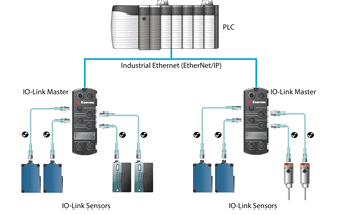 PLC
Industrial Ethernet (EtherNet/IP)
IO-Link Master
IO-Link Master
IO-Link Sensors
IO-Link Sensors